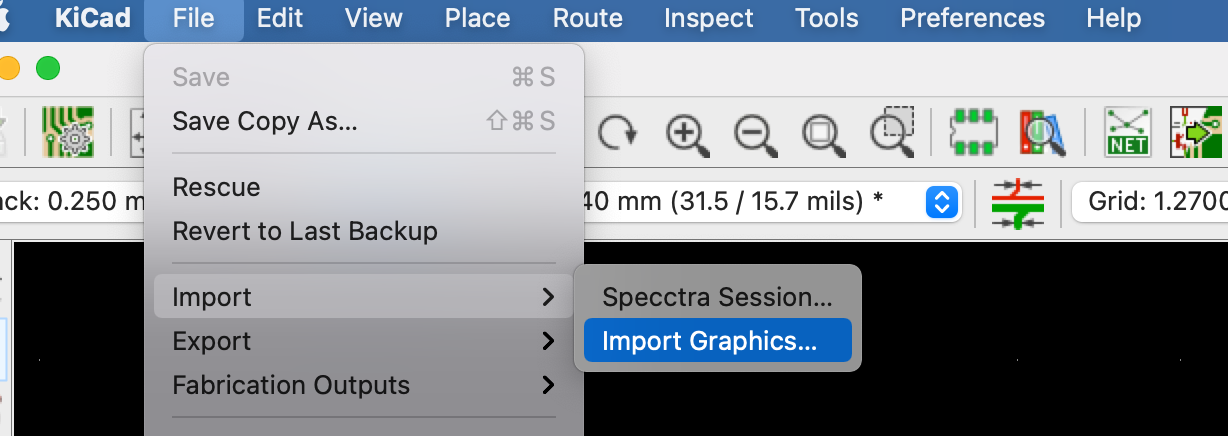 KiCad File Edit View Place Route Inspect Tools Preferences Help
Save ⌘S
Save Copy As... ⇧⌘S
NET
ck: 0.250 m 40 mm (31.5 / 15.7 mils) * Grid: 1.2700
Rescue
Revert to Last Backup
Import
Specctra Session...
Export
Import Graphics...
Fabrication Outputs